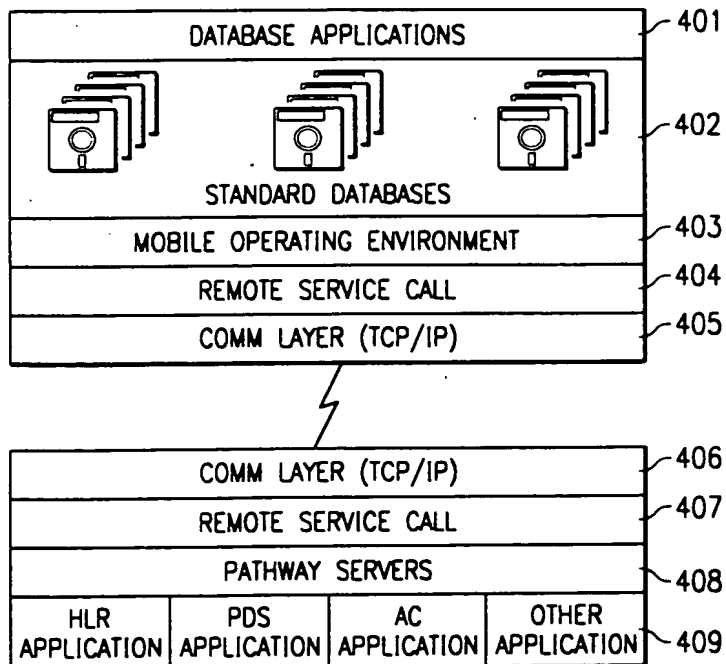 DATABASE APPLICATIONS 401
402
STANDARD DATABASES
MOBILE OPERATING ENVIRONMENT 403
REMOTE SERVICE CALL 404
COMM LAYER (TCP/IP) 405
COMM LAYER (TCP/IP) 406
REMOTE SERVICE CALL 407
PATHWAY SERVERS 408
HLR APPLICATION
PDS APPLICATION
AC APPLICATION
OTHER APPLICATION
409